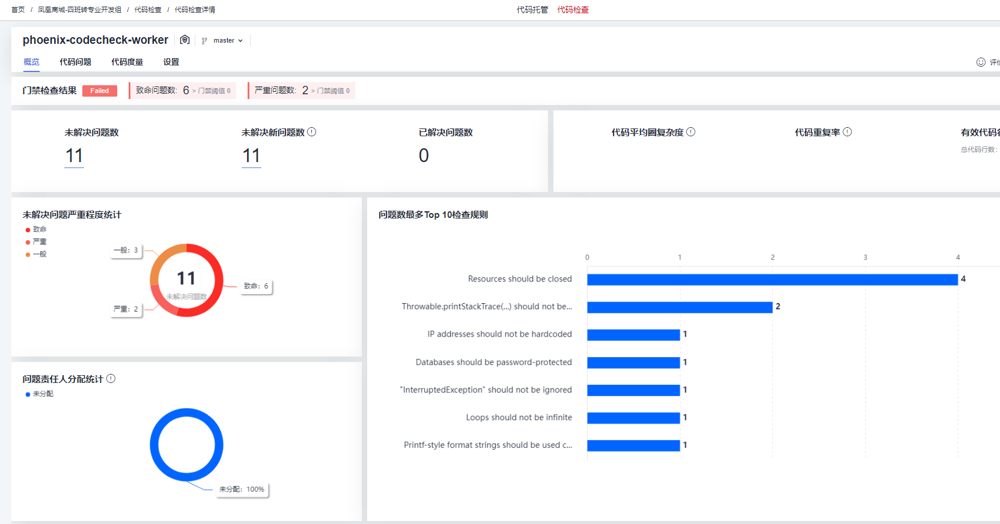 首页 / 凤凰商城-四班转专业开发组 / 代码检查 / 代码检查详情
代码托管 代码检查
phoenix-codecheck-worker master
概览 代码问题 代码度量 设置
门禁检查结果 Failed 致命问题数: 6 > 门禁阈值 0 严重问题数: 2 > 门禁阈值 0
未解决问题数 未解决新问题数 已解决问题数
11 11 0
代码平均圈复杂度 代码重复率 有效代码
总代码行数:
未解决问题严重程度统计
致命
严重
一般
一般: 3
11
未解决问题数
致命: 6
严重: 2
问题责任人分配统计
未分配
未分配: 100%
问题数最多Top 10检查规则
0 1 2 3 4
Resources should be closed 4
Throwable.printStackTrace(...) should not be... 2
IP addresses should not be hardcoded 1
Databases should be password-protected 1
"InterruptedException" should not be ignored 1
Loops should not be infinite 1
Printf-style format strings should be used c... 1